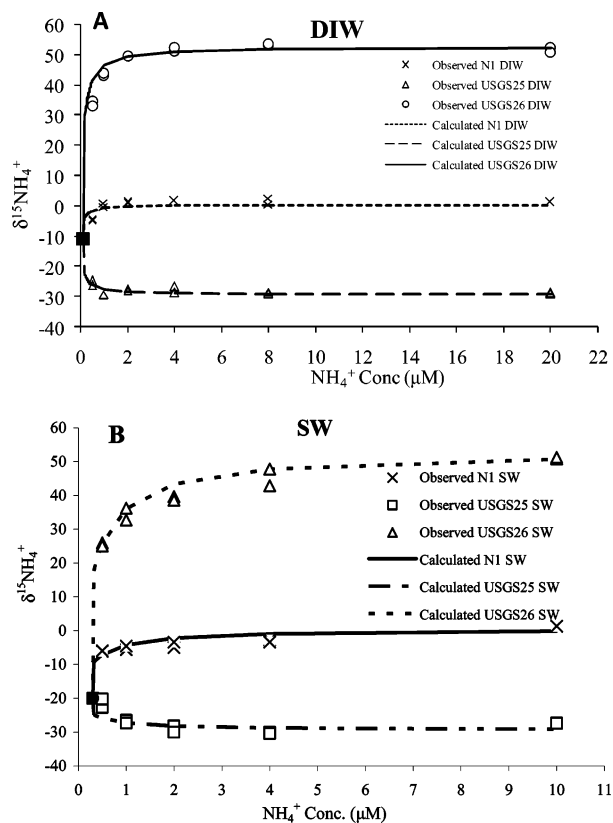 A
DIW
60
50
40
30
20
10
0
-10
-20
-30
-40
δ¹⁵NH₄⁺
× Observed N1 DIW
△ Observed USGS25 DIW
○ Observed USGS26 DIW
Calculated N1 DIW
Calculated USGS25 DIW
Calculated USGS26 DIW
0 2 4 6 8 10 12 14 16 18 20 22
NH₄⁺ Conc (μM)
B
SW
60
50
40
30
20
10
0
-10
-20
-30
-40
δ¹⁵NH₄⁺
× Observed N1 SW
□ Observed USGS25 SW
△ Observed USGS26 SW
Calculated N1 SW
Calculated USGS25 SW
Calculated USGS26 SW
0 1 2 3 4 5 6 7 8 9 10 11
NH₄⁺ Conc. (μM)